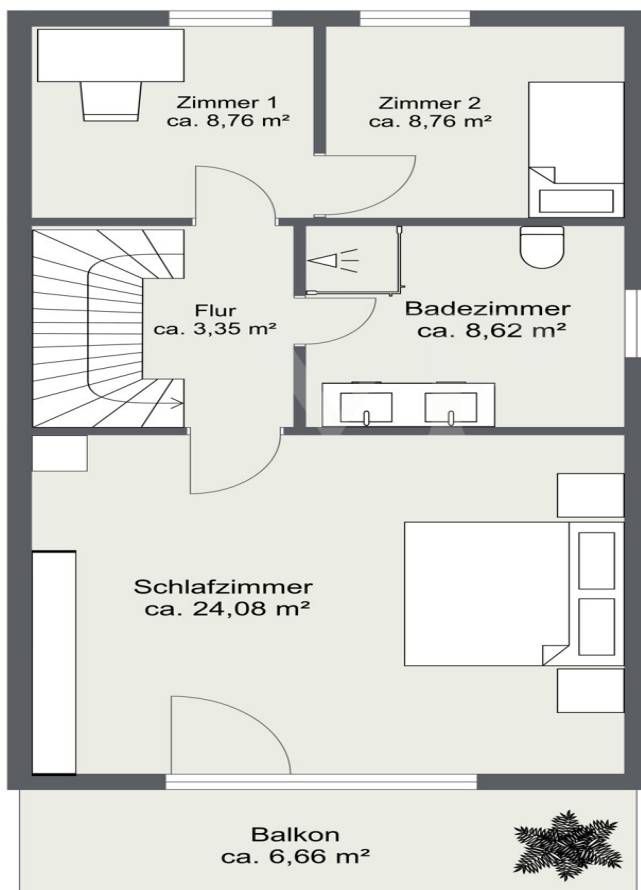 Zimmer 1
ca. 8,76 m²
Zimmer 2
ca. 8,76 m²
Flur
ca. 3,35 m²
Badezimmer
ca. 8,62 m²
Schlafzimmer
ca. 24,08 m²
Balkon
ca. 6,66 m²